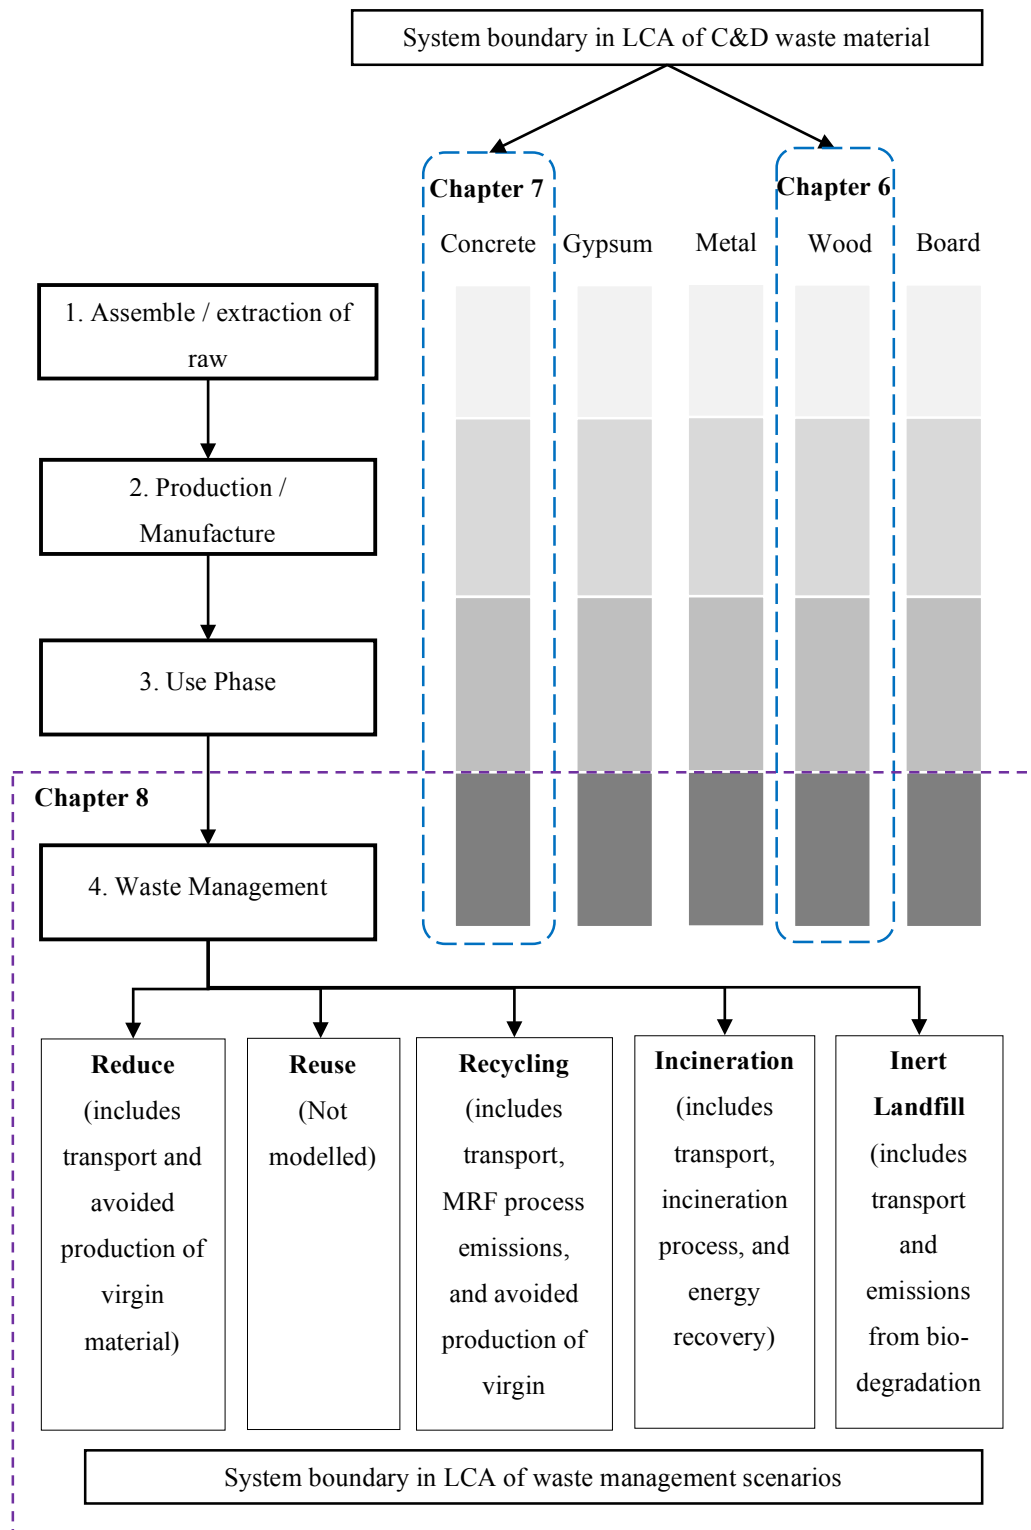 System boundary in LCA of C&D waste material
Chapter 7
Chapter 6
Concrete
Gypsum
Metal
Wood
Board
1. Assemble / extraction of
raw
2. Production /
Manufacture
3. Use Phase
Chapter 8
4. Waste Management
Reduce
(includes
transport and
avoided
production of
virgin
material)
Reuse
(Not
modelled)
Recycling
(includes
transport,
MRF process
emissions,
and avoided
production of
virgin
Incineration
(includes
transport,
incineration
process, and
energy
recovery)
Inert
Landfill
(includes
transport
and
emissions
from bio-
degradation
System boundary in LCA of waste management scenarios